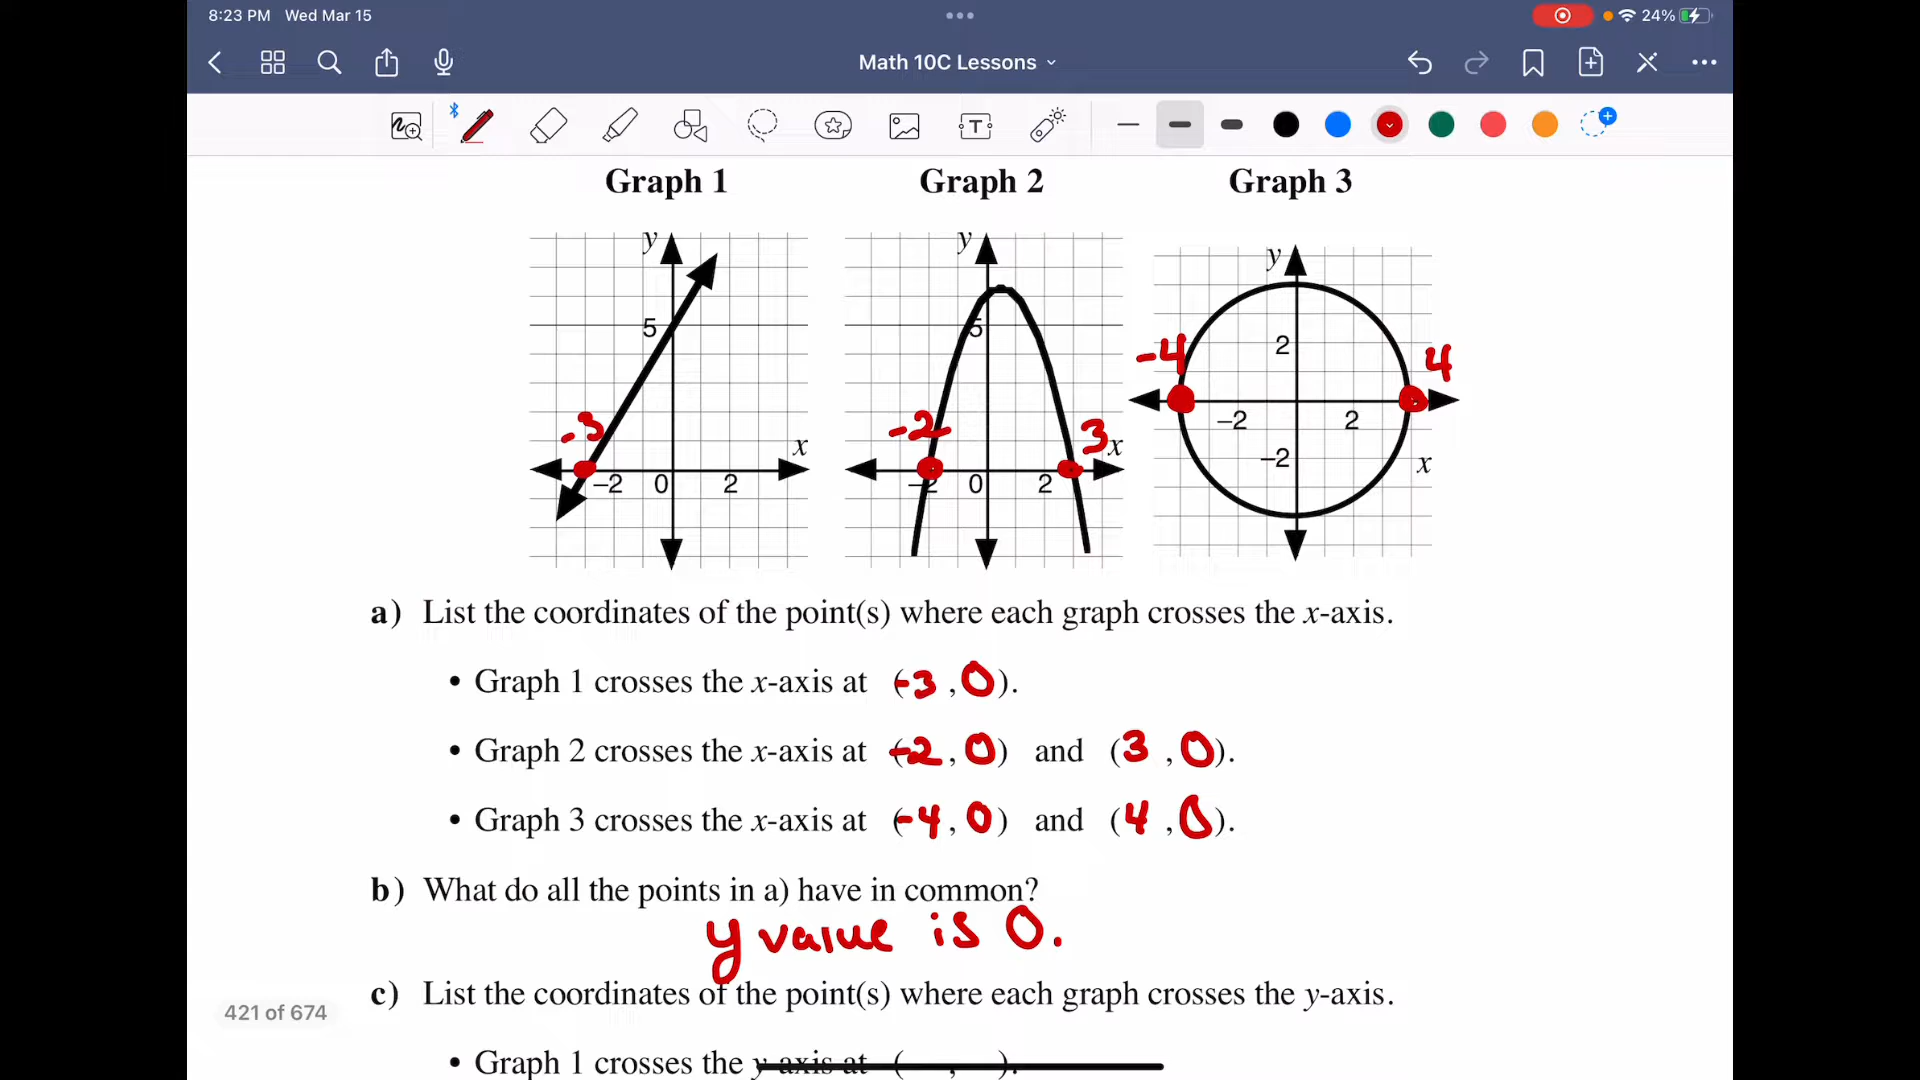 8:23 PM Wed Mar 15
24%
Math 10C Lessons
T
Graph 1 Graph 2 Graph 3
y y y
5 5 2
-4 4
-3 -2 3
x x x
-2 0 2 -2 0 2 -2 2
-2
a) List the coordinates of the point(s) where each graph crosses the x-axis.
• Graph 1 crosses the x-axis at (-3, 0).
• Graph 2 crosses the x-axis at (-2, 0) and (3, 0).
• Graph 3 crosses the x-axis at (-4, 0) and (4, 0).
b) What do all the points in a) have in common?
y value is 0.
421 of 674
c) List the coordinates of the point(s) where each graph crosses the y-axis.
• Graph 1 crosses the y-axis at ( , ).